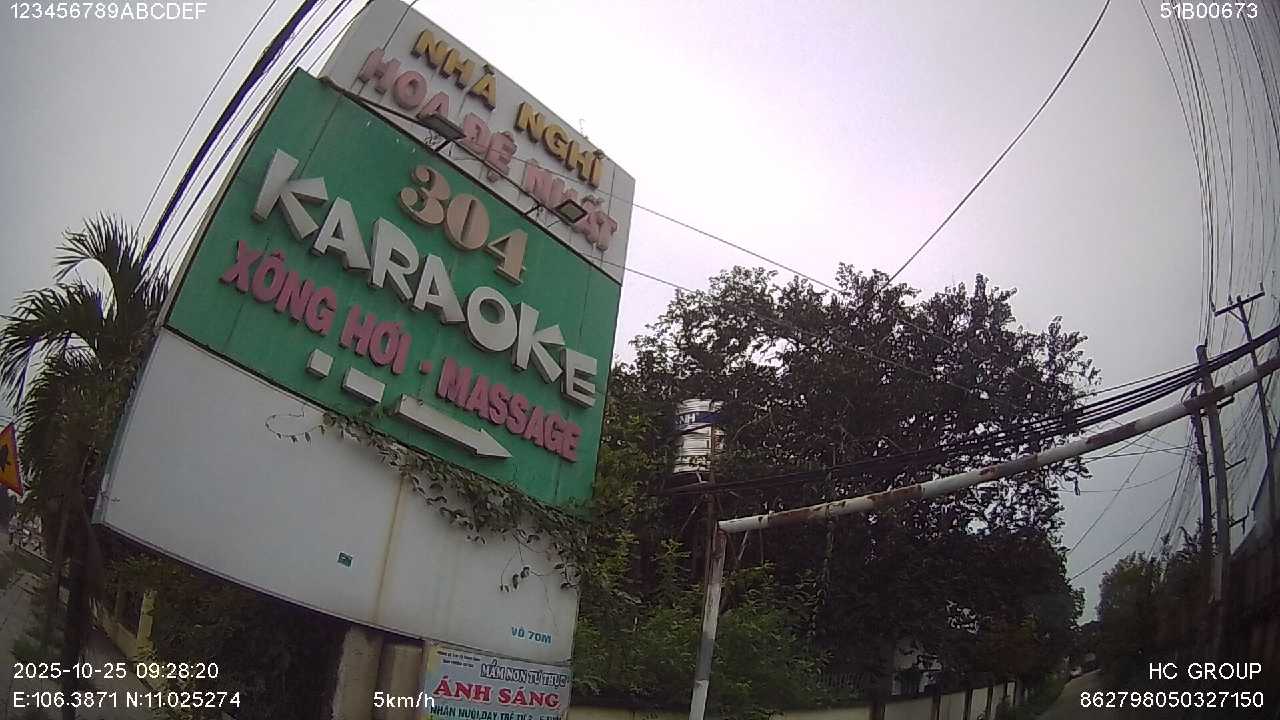 123456789ABCDEF
51B00673
NHÀ NGHỈ
HOA ĐỆ NHẤT
304
KARAOKE
XÔNG HƠI - MASSAGE
VÔ 70M
MẦM NON TƯ THỤC
ÁNH SÁNG
2025-10-25 09:28:20
E:106.3871 N:11.025274
5km/h
HC GROUP
862798050327150